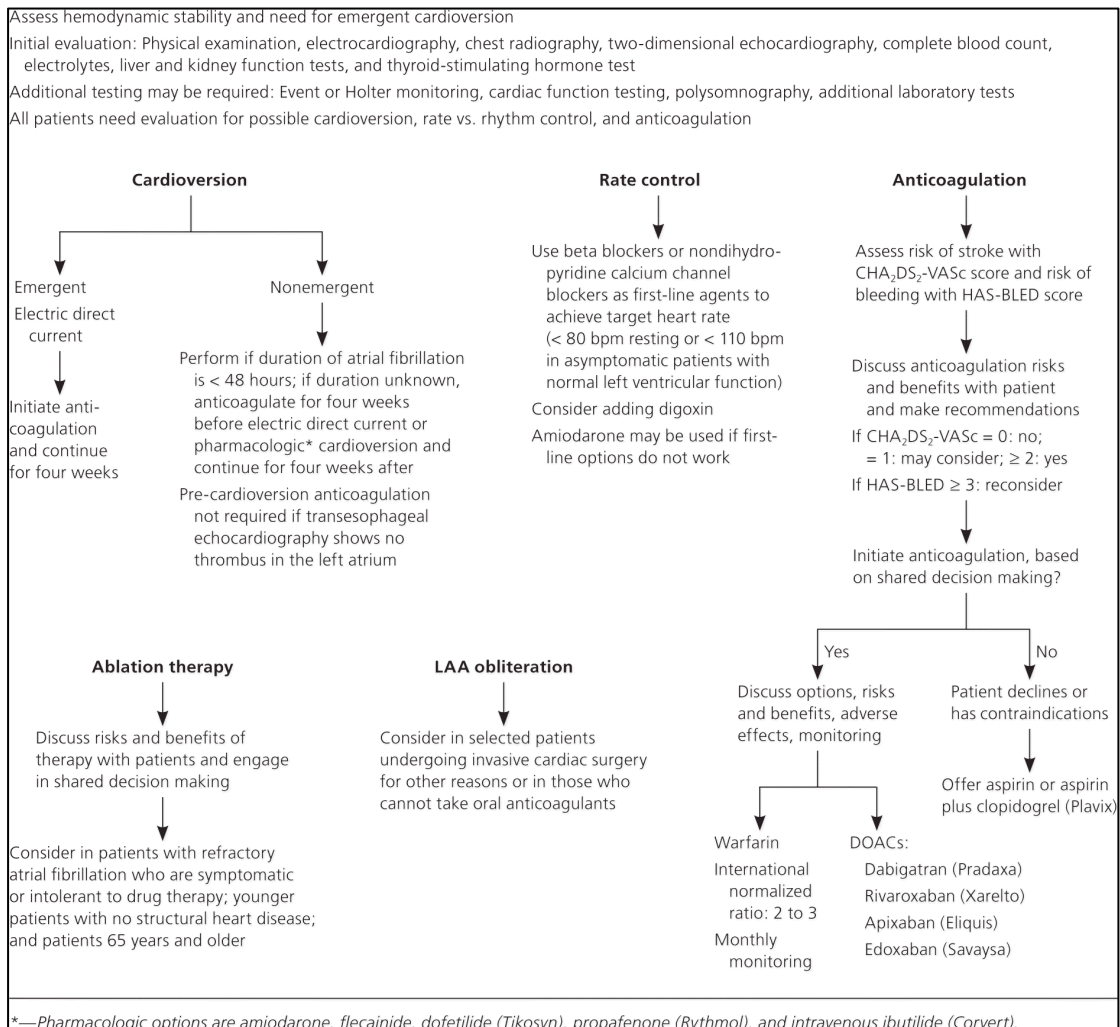 Assess hemodynamic stability and need for emergent cardioversion
Initial evaluation: Physical examination, electrocardiography, chest radiography, two-dimensional echocardiography, complete blood count,
electrolytes, liver and kidney function tests, and thyroid-stimulating hormone test
Additional testing may be required: Event or Holter monitoring, cardiac function testing, polysomnography, additional laboratory tests
All patients need evaluation for possible cardioversion, rate vs. rhythm control, and anticoagulation
Cardioversion
Emergent
Electric direct
current
Initiate anti-
coagulation
and continue
for four weeks
Nonemergent
Perform if duration of atrial fibrillation
is < 48 hours; if duration unknown,
anticoagulate for four weeks
before electric direct current or
pharmacologic* cardioversion and
continue for four weeks after
Pre-cardioversion anticoagulation
not required if transesophageal
echocardiography shows no
thrombus in the left atrium
Rate control
Use beta blockers or nondihydro-
pyridine calcium channel
blockers as first-line agents to
achieve target heart rate
(< 80 bpm resting or < 110 bpm
in asymptomatic patients with
normal left ventricular function)
Consider adding digoxin
Amiodarone may be used if first-
line options do not work
Anticoagulation
Assess risk of stroke with
CHA₂DS₂-VASc score and risk of
bleeding with HAS-BLED score
Discuss anticoagulation risks
and benefits with patient
and make recommendations
If CHA₂DS₂-VASc = 0: no;
= 1: may consider; ≥ 2: yes
If HAS-BLED ≥ 3: reconsider
Initiate anticoagulation, based
on shared decision making?
Yes
Discuss options, risks
and benefits, adverse
effects, monitoring
Warfarin
International
normalized
ratio: 2 to 3
Monthly
monitoring
DOACs:
Dabigatran (Pradaxa)
Rivaroxaban (Xarelto)
Apixaban (Eliquis)
Edoxaban (Savaysa)
No
Patient declines or
has contraindications
Offer aspirin or aspirin
plus clopidogrel (Plavix)
Ablation therapy
Discuss risks and benefits of
therapy with patients and engage
in shared decision making
Consider in patients with refractory
atrial fibrillation who are symptomatic
or intolerant to drug therapy; younger
patients with no structural heart disease;
and patients 65 years and older
LAA obliteration
Consider in selected patients
undergoing invasive cardiac surgery
for other reasons or in those who
cannot take oral anticoagulants
*—Pharmacologic options are amiodarone, flecainide, dofetilide (Tikosyn), propafenone (Rythmol), and intravenous ibutilide (Corvert).